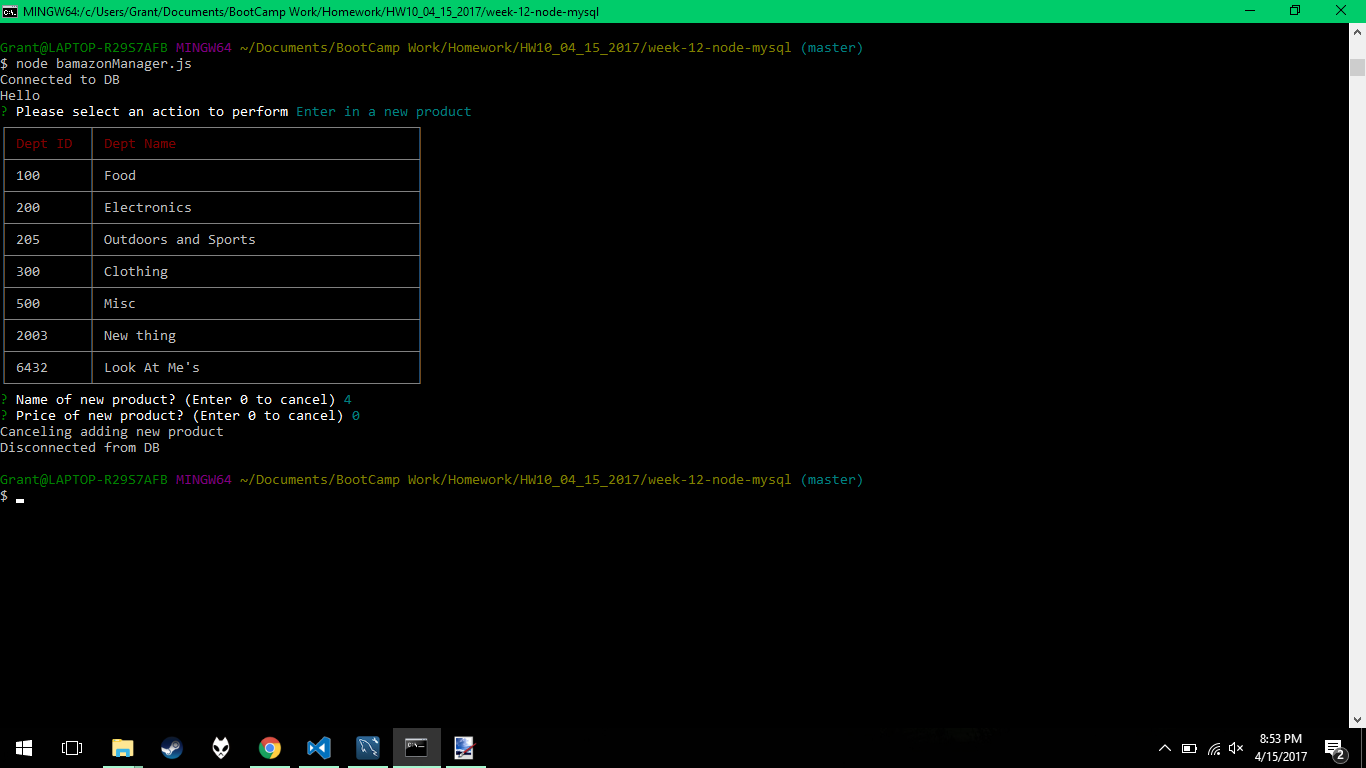 MINGW64:/c/Users/Grant/Documents/BootCamp Work/Homework/HW10_04_15_2017/week-12-node-mysql
Grant@LAPTOP-R29S7AFB MINGW64 ~/Documents/BootCamp Work/Homework/HW10_04_15_2017/week-12-node-mysql (master)
$ node bamazonManager.js
Connected to DB
Hello
? Please select an action to perform Enter in a new product
Dept ID Dept Name
100 Food
200 Electronics
205 Outdoors and Sports
300 Clothing
500 Misc
2003 New thing
6432 Look At Me's
? Name of new product? (Enter 0 to cancel) 4
? Price of new product? (Enter 0 to cancel) 0
Canceling adding new product
Disconnected from DB
Grant@LAPTOP-R29S7AFB MINGW64 ~/Documents/BootCamp Work/Homework/HW10_04_15_2017/week-12-node-mysql (master)
$
8:53 PM
4/15/2017
2